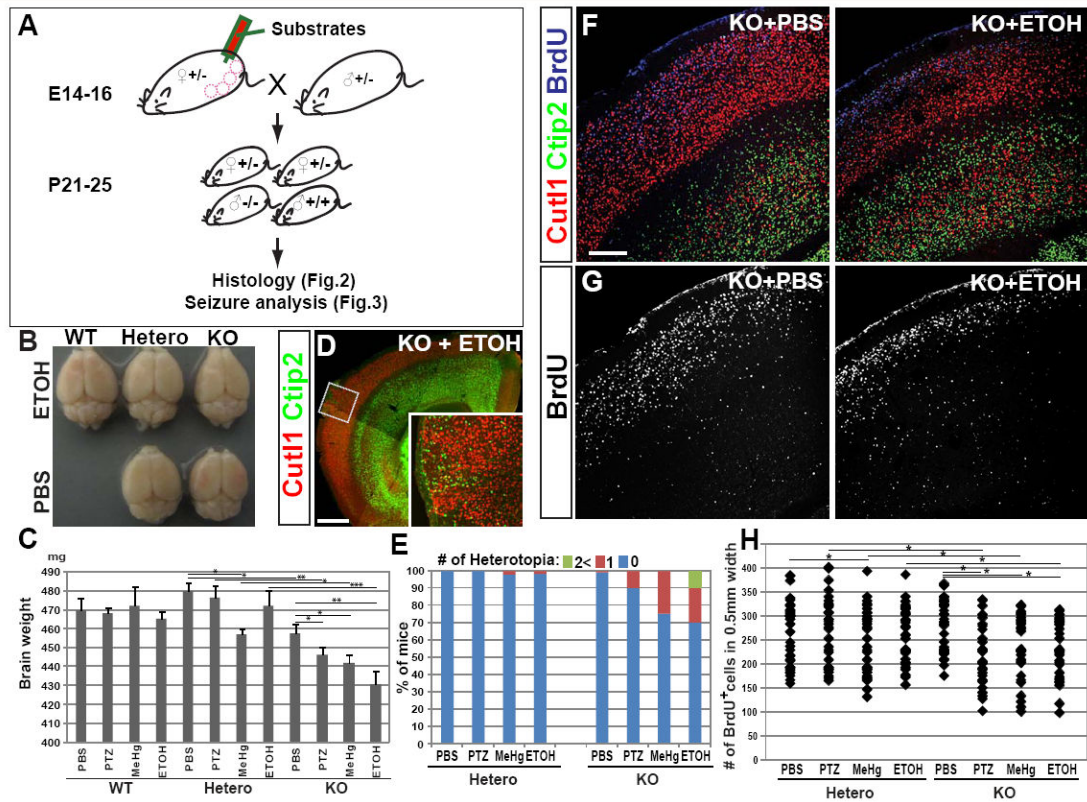 A
Substrates
♀+/-
X
♂+/-
E14-16
P21-25
♀+/-
♀+/-
♂-/-
♂+/+
Histology (Fig.2)
Seizure analysis (Fig.3)
B
WT Hetero KO
ETOH
PBS
C
mg
Brain weight
490
480
470
460
450
440
430
420
410
400
* * ** * *** ** * *
PBS PTZ MeHg ETOH PBS PTZ MeHg ETOH PBS PTZ MeHg ETOH
WT Hetero KO
D
KO + ETOH
Cutl1 Ctip2
E
# of Heterotopia: 2< 1 0
% of mice
100
90
80
70
60
50
40
30
20
10
0
PBS PTZ MeHg ETOH PBS PTZ MeHg ETOH
Hetero KO
F
KO+PBS
KO+ETOH
Cutl1 Ctip2 BrdU
G
KO+PBS
KO+ETOH
BrdU
H
# of BrdU+cells in 0.5mm width
400
350
300
250
200
150
100
50
0
* * * * * * * *
PBS PTZ MeHg ETOH PBS PTZ MeHg ETOH
Hetero KO